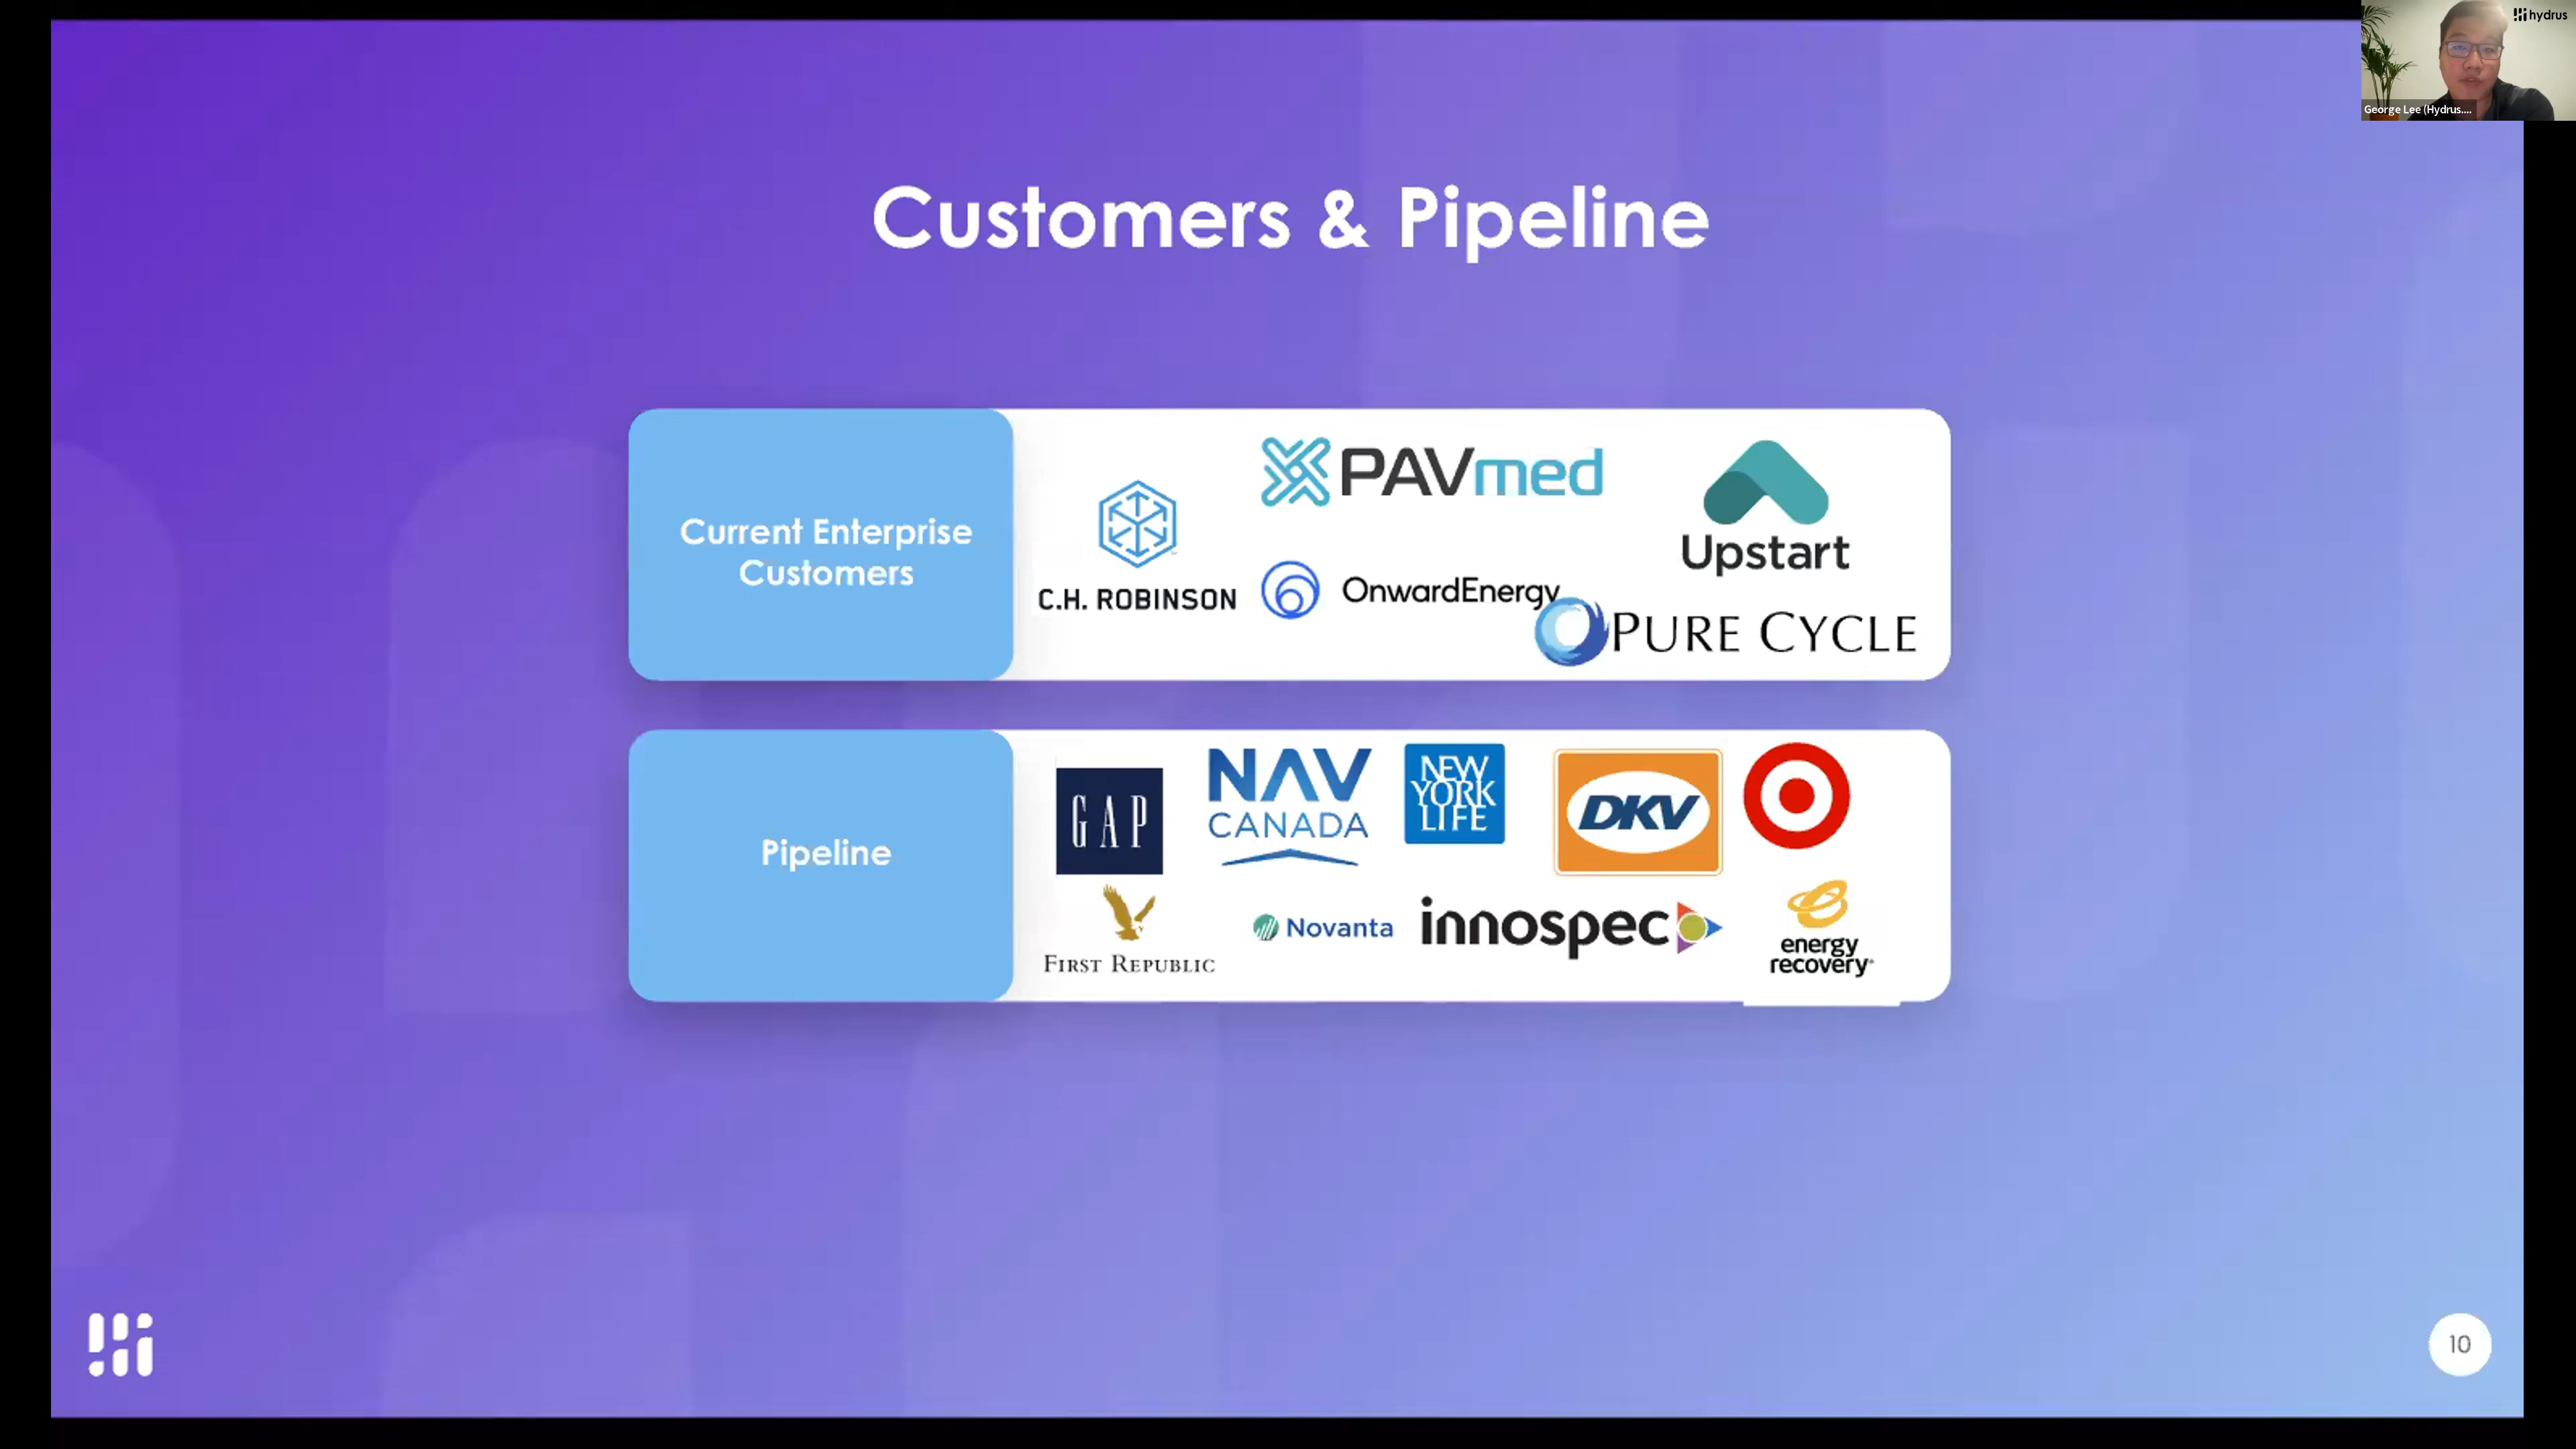 hydrus
George Lee (Hydrus....
Customers & Pipeline
Current Enterprise
Customers
C.H. ROBINSON
PAVmed
OnwardEnergy
Upstart
PURE CYCLE
Pipeline
GAP
NAV
CANADA
NEW
YORK
LIFE
DKV
FIRST REPUBLIC
Novanta
innospec
energy
recovery
10